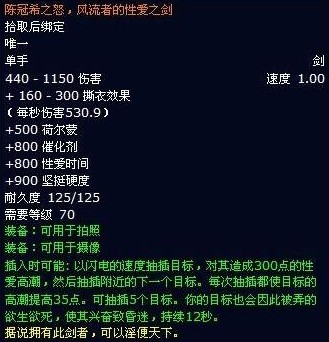 陈冠希之怒，风流者的性爱之剑
拾取后绑定
唯一
单手 剑
440 - 1150 伤害 速度 1.00
+ 160 - 300 撕衣效果
（每秒伤害530.9）
+500 荷尔蒙
+800 催化剂
+800 性爱时间
+900 坚挺硬度
耐久度 125/125
需要等级 70
装备：可用于拍照
装备：可用于摄像
插入时可能: 以闪电的速度抽插目标，对其造成300点的性
爱高潮，然后抽插附近的下一个目标。每次抽插都使目标的
高潮提高35点。可抽插5个目标。你的目标也会因此被弄的
欲生欲死，使其兴奋致昏迷，持续12秒。
据说拥有此剑者，可以淫便天下。